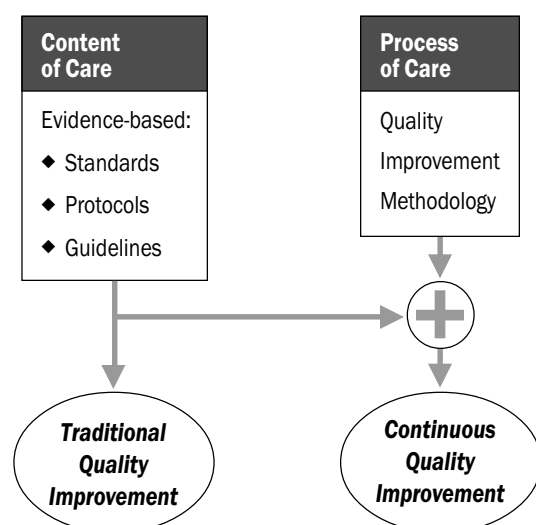 Content
of Care
Evidence-based:
◆ Standards
◆ Protocols
◆ Guidelines
Process
of Care
Quality
Improvement
Methodology
Traditional
Quality
Improvement
Continuous
Quality
Improvement